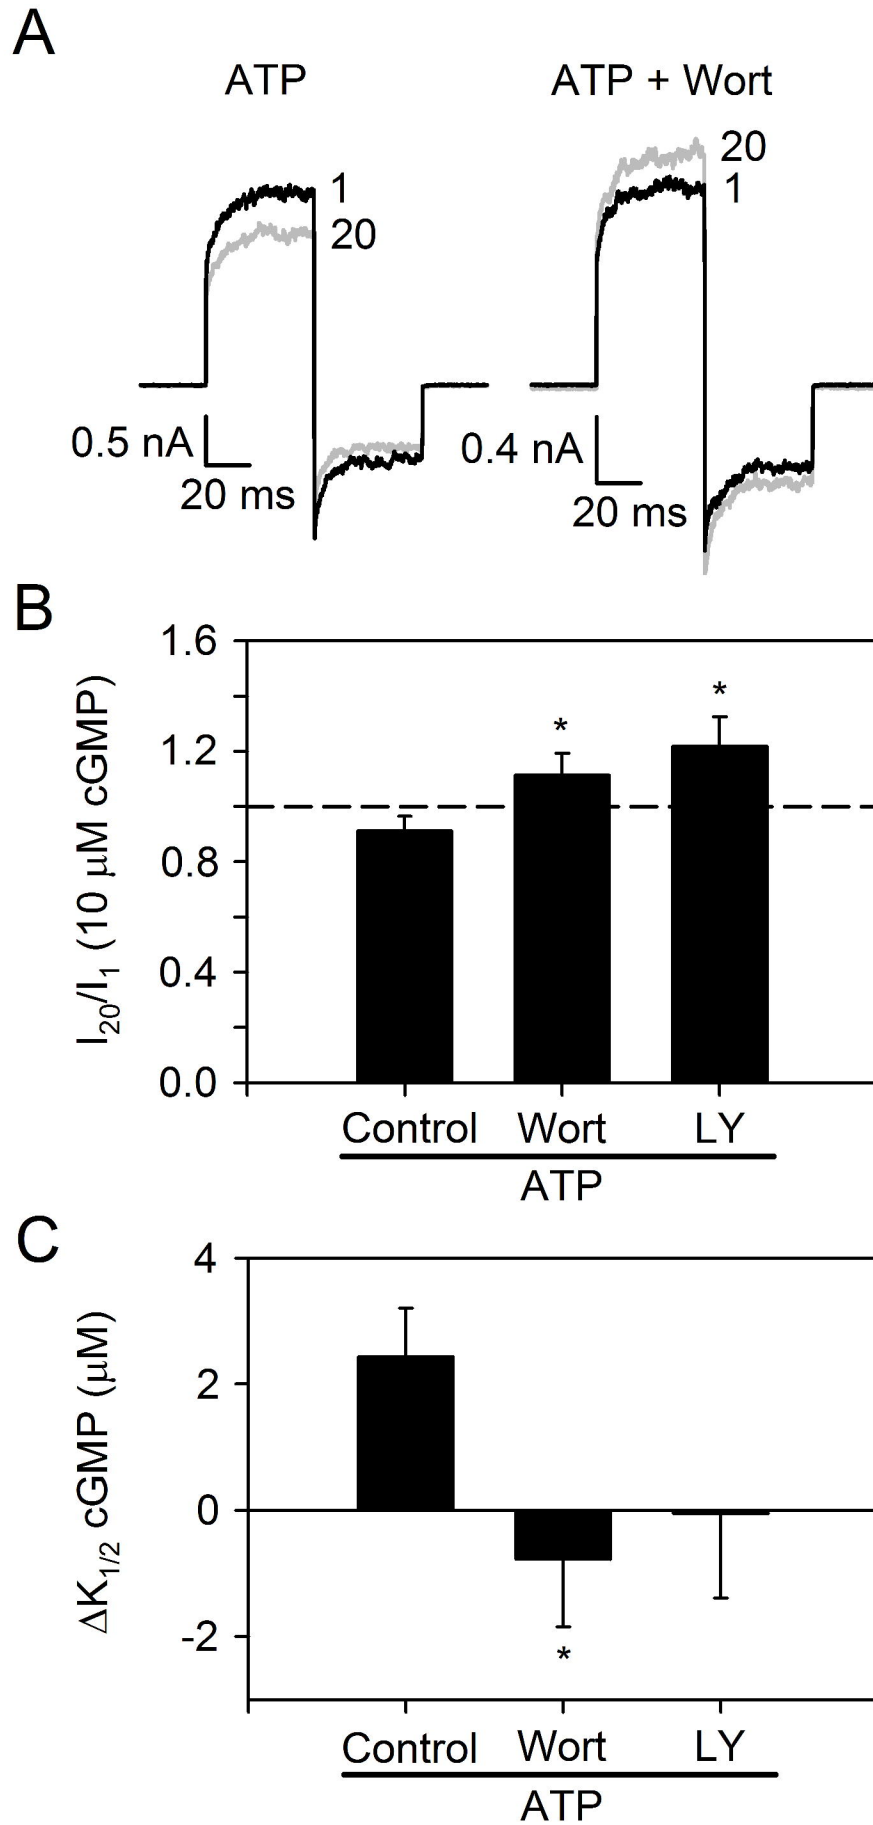 A
ATP
ATP + Wort
1
20
20
1
0.5 nA
20 ms
0.4 nA
20 ms
B
I20/I1 (10 μM cGMP)
1.6
1.2
0.8
0.4
0.0
*
*
Control Wort LY
ATP
C
ΔK1/2 cGMP (μM)
4
2
0
-2
*
Control Wort LY
ATP